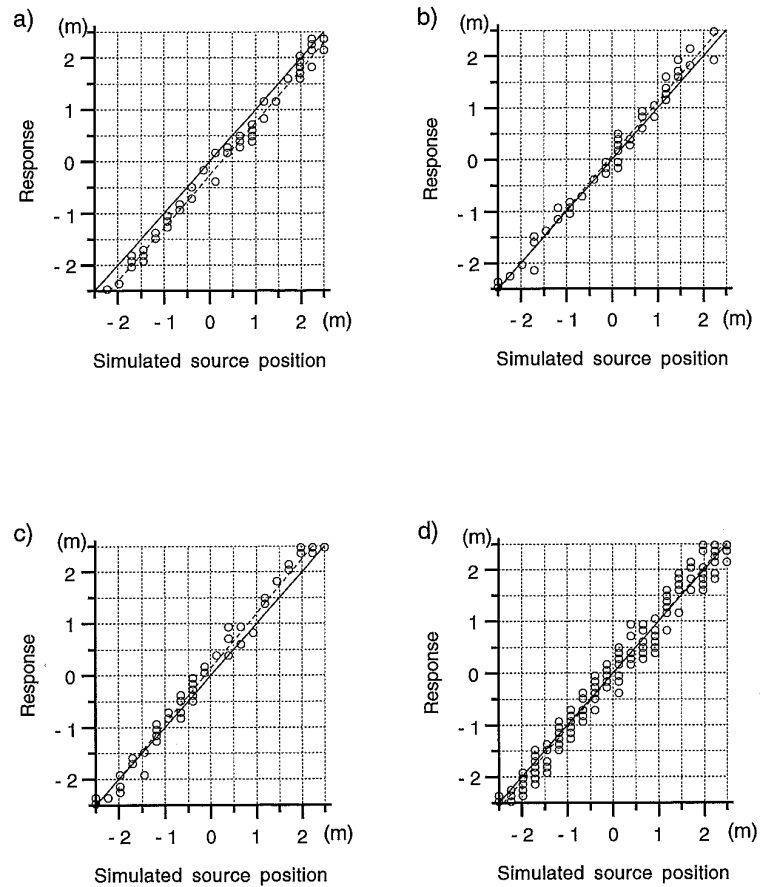 a)
(m)
2
1
0
- 1
- 2
Response
- 2 - 1 0 1 2 (m)
Simulated source position
b)
(m)
2
1
0
- 1
- 2
Response
- 2 - 1 0 1 2 (m)
Simulated source position
c)
(m)
2
1
0
- 1
- 2
Response
- 2 - 1 0 1 2 (m)
Simulated source position
d)
(m)
2
1
0
- 1
- 2
Response
- 2 - 1 0 1 2 (m)
Simulated source position